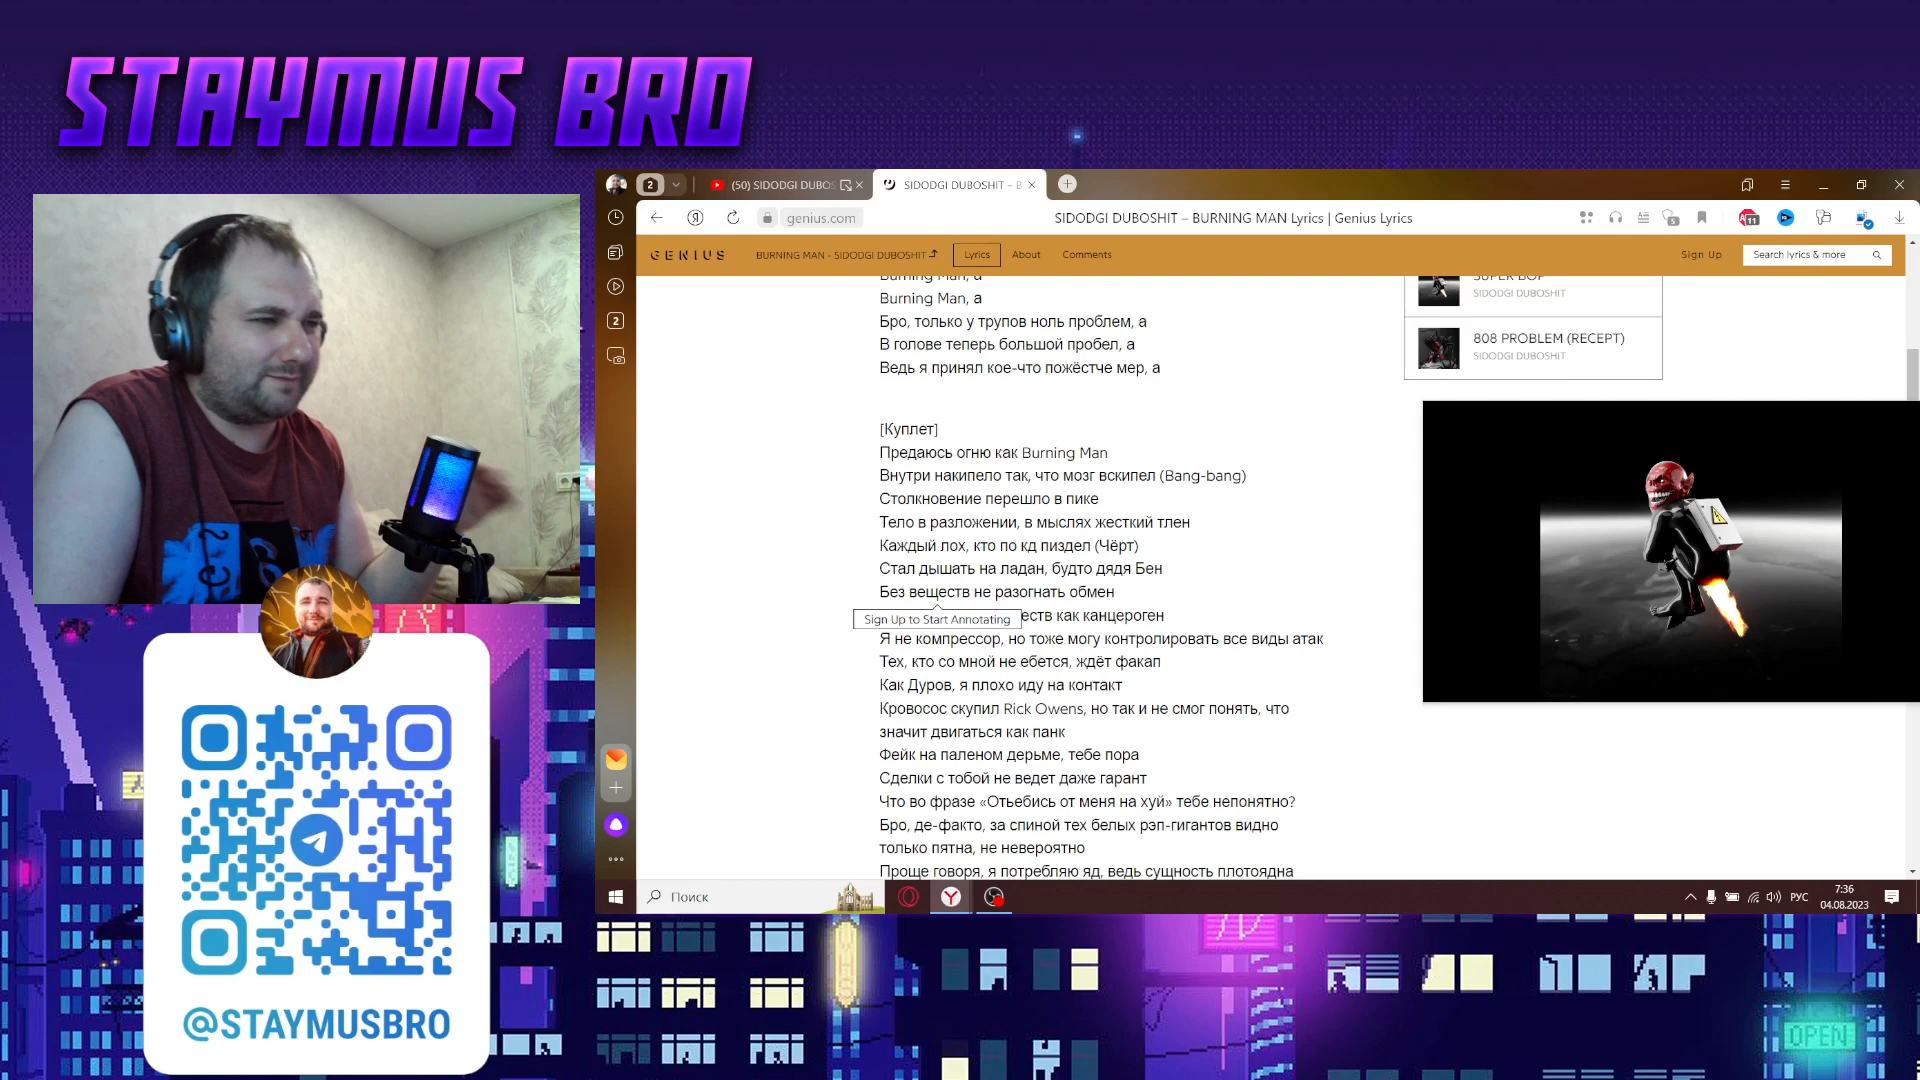 STAYMUS BRO
2
(50) SIDODGI DUBOS
SIDODGI DUBOSHIT – B
genius.com
SIDODGI DUBOSHIT – BURNING MAN Lyrics | Genius Lyrics
GENIUS
BURNING MAN - SIDODGI DUBOSHIT
Lyrics
About
Comments
Sign Up
Search lyrics & more
2
Burning Man, а
Burning Man, а
Бро, только у трупов ноль проблем, а
В голове теперь большой пробел, а
Ведь я принял кое-что пожёстче мер, а
[Куплет]
Предаюсь огню как Burning Man
Внутри накипело так, что мозг вскипел (Bang-bang)
Столкновение перешло в пике
Тело в разложении, в мыслях жесткий тлен
Каждый лох, кто по кд пиздел (Чёрт)
Стал дышать на ладан, будто дядя Бен
Без веществ не разогнать обмен
Sign Up to Start Annotating
еств как канцероген
Я не компрессор, но тоже могу контролировать все виды атак
Тех, кто со мной не ебется, ждёт факап
Как Дуров, я плохо иду на контакт
Кровосос скупил Rick Owens, но так и не смог понять, что
значит двигаться как панк
Фейк на паленом дерьме, тебе пора
Сделки с тобой не ведет даже гарант
Что во фразе «Отьебись от меня на хуй» тебе непонятно?
Бро, де-факто, за спиной тех белых рэп-гигантов видно
только пятна, не невероятно
Проще говоря, я потребляю яд, ведь сущность плотоядна
SUPER BOP
SIDODGI DUBOSHIT
808 PROBLEM (RECEPT)
SIDODGI DUBOSHIT
Поиск
РУС
7:36
04.08.2023
@STAYMUSBRO
OPEN